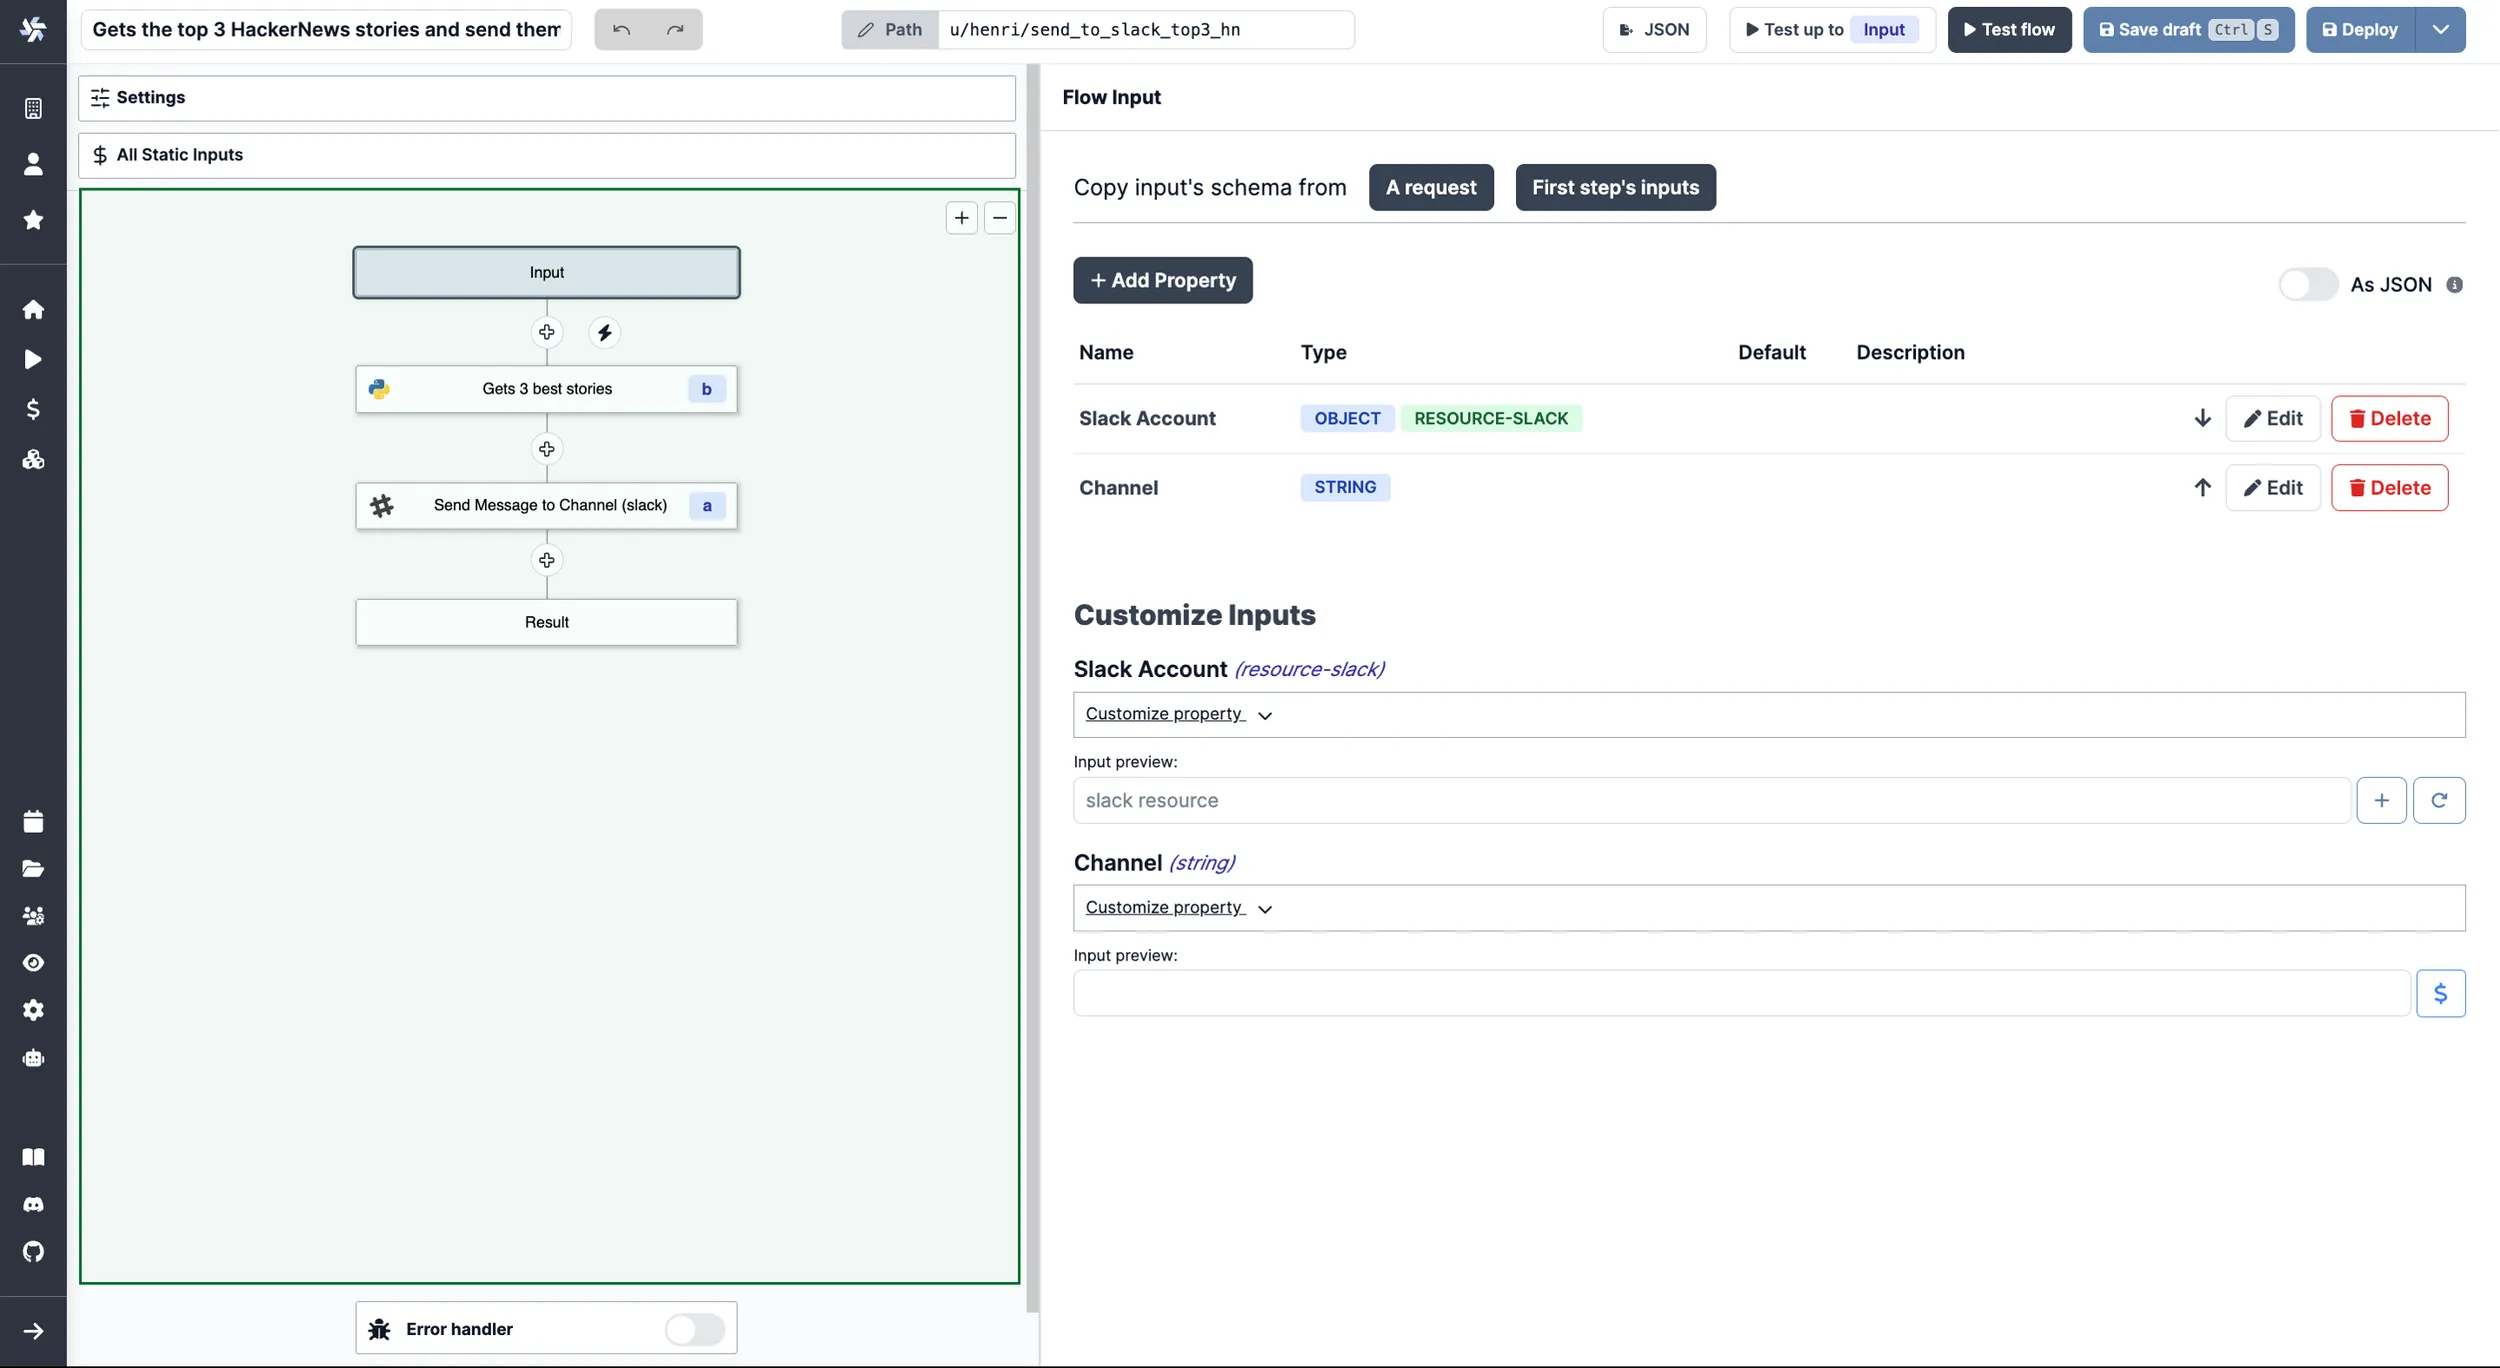 Gets the top 3 HackerNews stories and send them
Path u/henri/send_to_slack_top3_hn
JSON
Test up to Input
Test flow
Save draft Ctrl S
Deploy
Settings
All Static Inputs
Input
Gets 3 best stories b
Send Message to Channel (slack) a
Result
Error handler
Flow Input
Copy input's schema from A request First step's inputs
+ Add Property
As JSON
Name Type Default Description
Slack Account OBJECT RESOURCE-SLACK Edit Delete
Channel STRING Edit Delete
Customize Inputs
Slack Account (resource-slack)
Customize property
Input preview:
slack resource
Channel (string)
Customize property
Input preview: